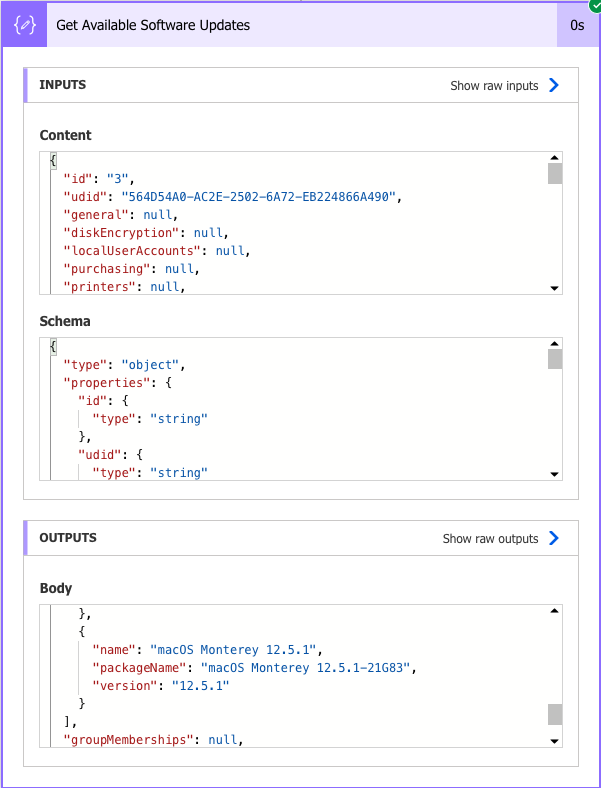 Get Available Software Updates 0s
INPUTS Show raw inputs
Content
{
"id": "3",
"udid": "564D54A0-AC2E-2502-6A72-EB224866A490",
"general": null,
"diskEncryption": null,
"localUserAccounts": null,
"purchasing": null,
"printers": null,
Schema
{
"type": "object",
"properties": {
"id": {
"type": "string"
},
"udid": {
"type": "string"
OUTPUTS Show raw outputs
Body
},
{
"name": "macOS Monterey 12.5.1",
"packageName": "macOS Monterey 12.5.1-21G83",
"version": "12.5.1"
}
],
"groupMemberships": null,